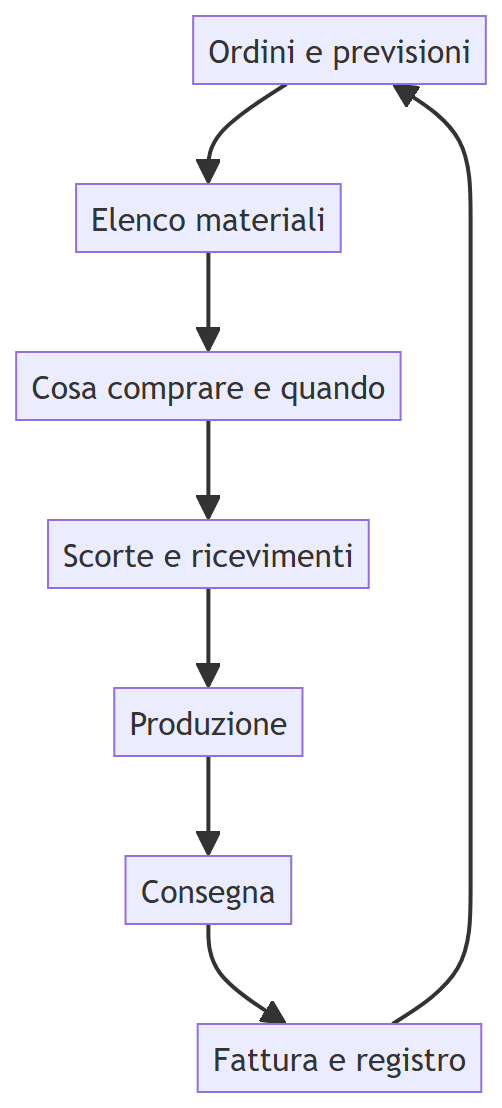 Ordini e previsioni
Elenco materiali
Cosa comprare e quando
Scorte e ricevimenti
Produzione
Consegna
Fattura e registro